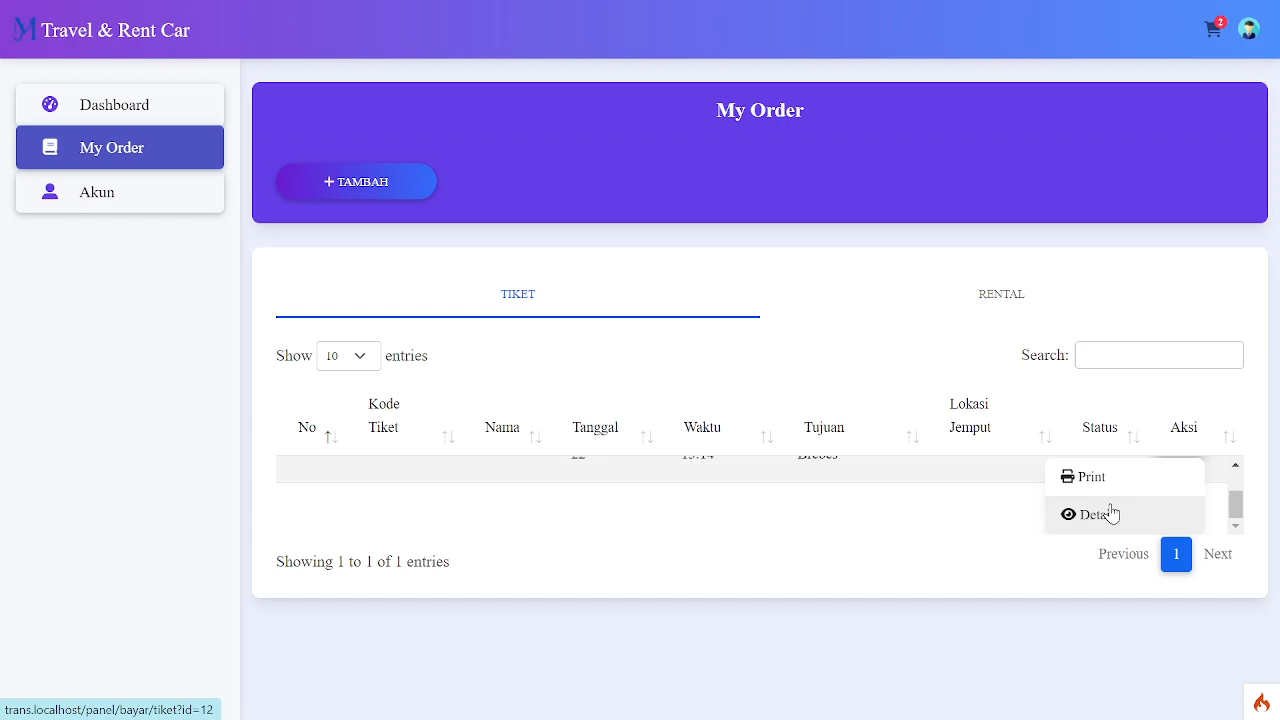 M Travel & Rent Car
2
Dashboard
My Order
Akun
My Order
+ TAMBAH
TIKET
RENTAL
Show 10 entries
Search:
No
Kode
Tiket
Nama
Tanggal
Waktu
Tujuan
Lokasi
Jemput
Status
Aksi
Print
Showing 1 to 1 of 1 entries
Previous 1 Next
trans.localhost/panel/bayar/tiket?id=12